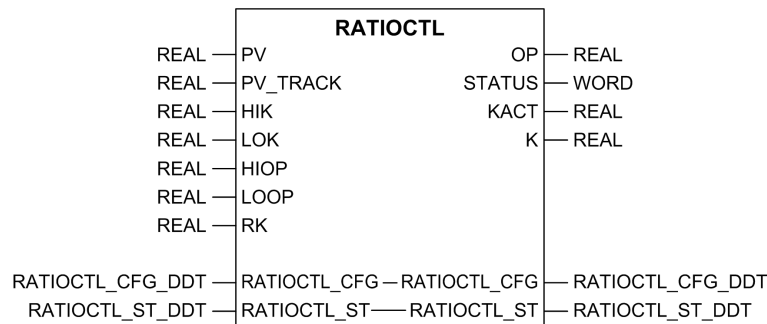 RATIOCTL
REAL PV OP REAL
REAL PV_TRACK STATUS WORD
REAL HIK KACT REAL
REAL LOK K REAL
REAL HIOP
REAL LOOP
REAL RK
RATIOCTL_CFG_DDT RATIOCTL_CFG RATIOCTL_CFG RATIOCTL_CFG_DDT
RATIOCTL_ST_DDT RATIOCTL_ST RATIOCTL_ST RATIOCTL_ST_DDT